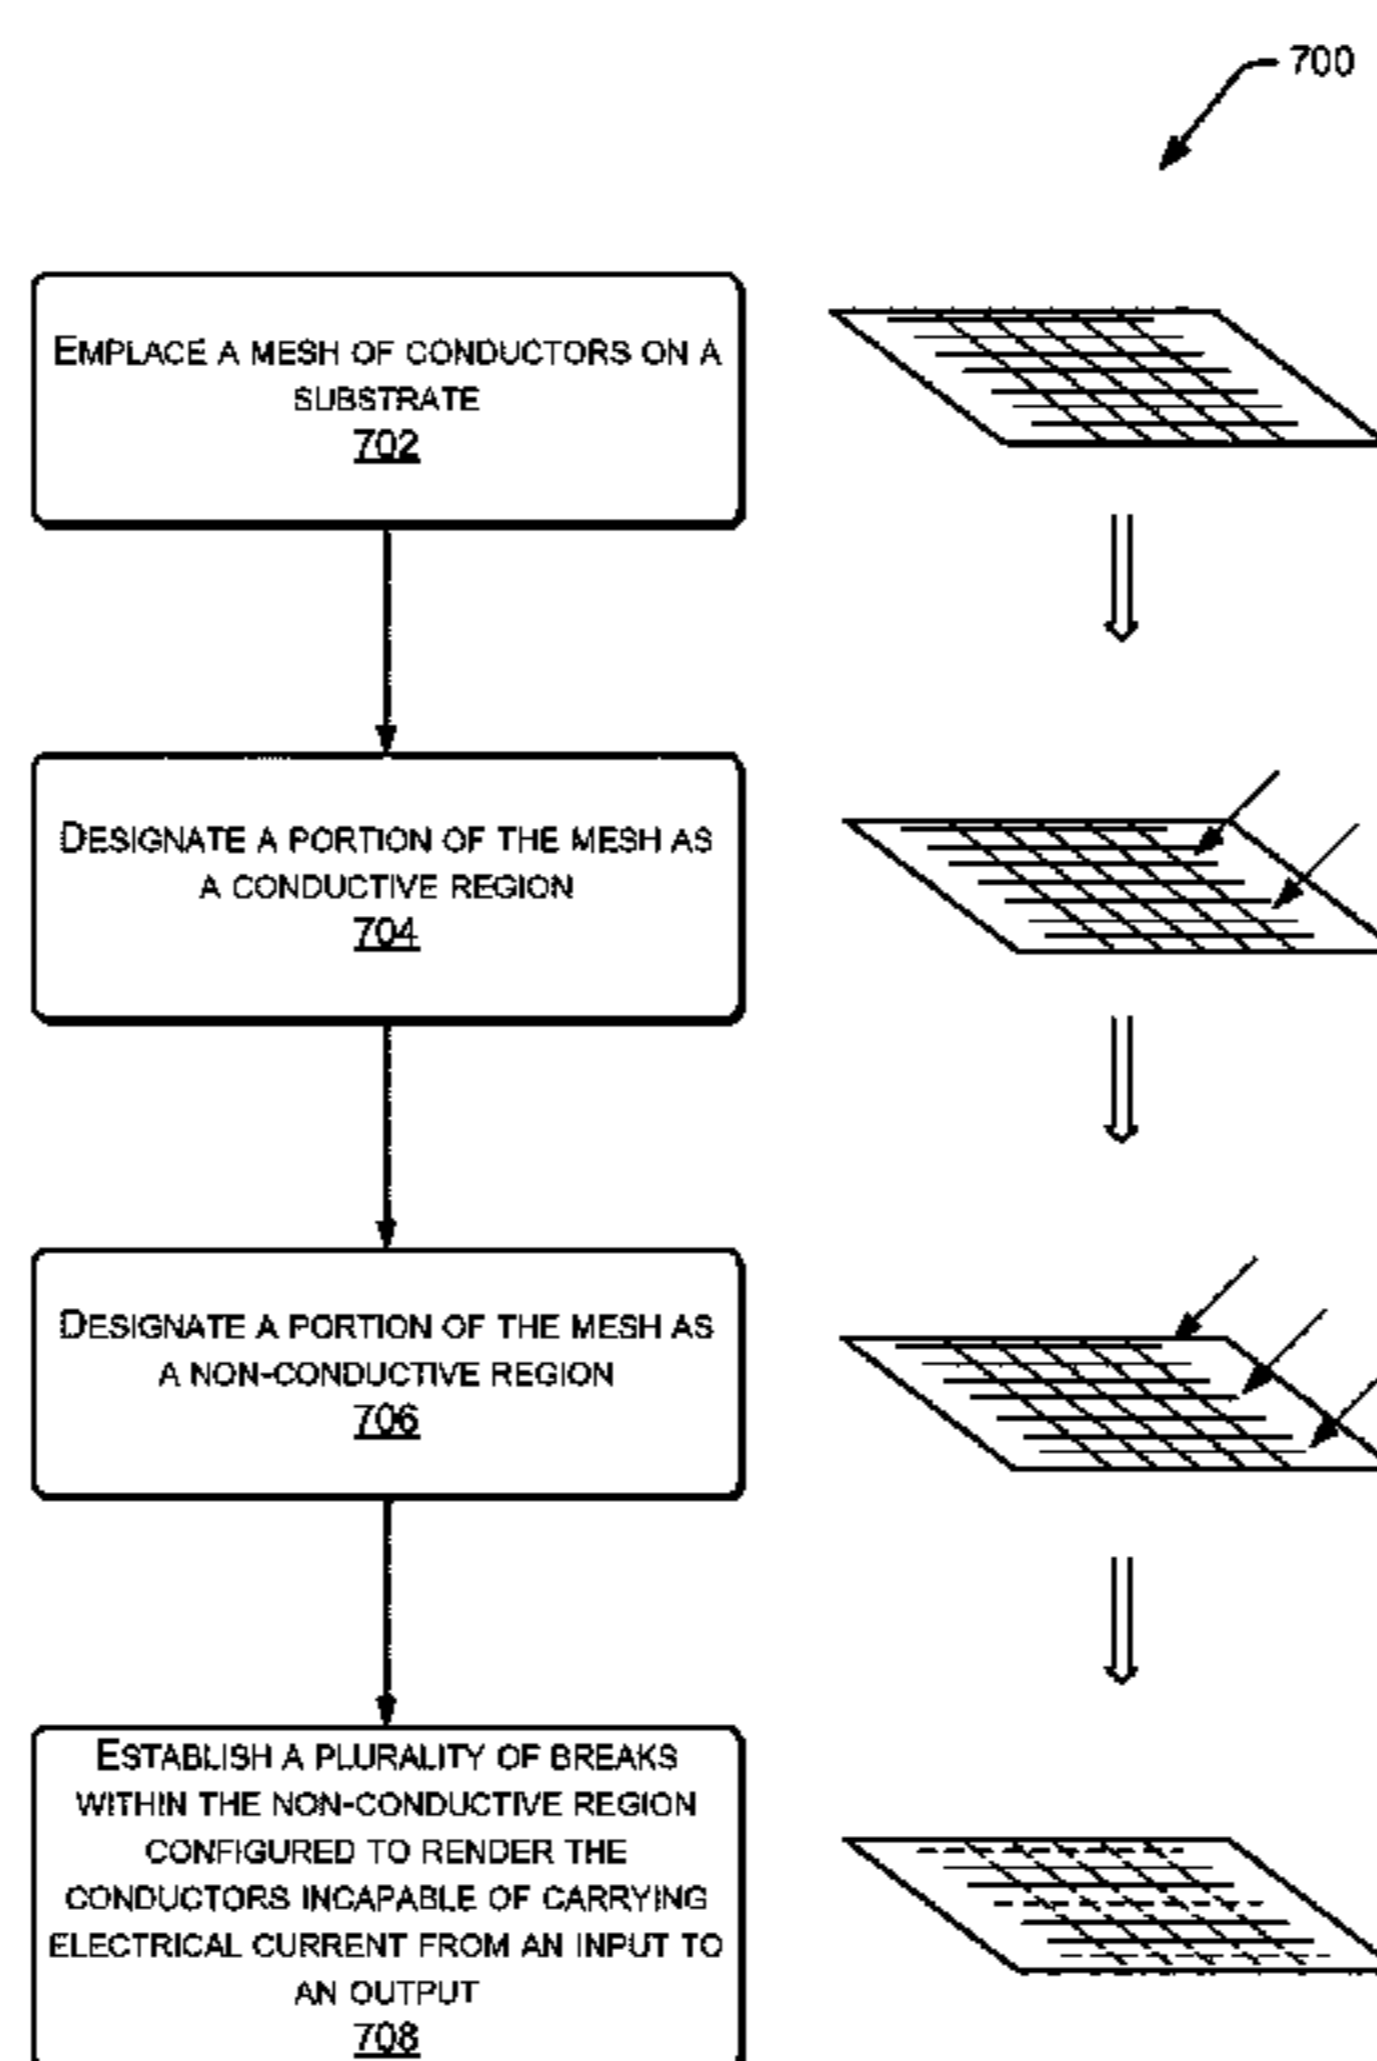 700
EMPLACE A MESH OF CONDUCTORS ON A
SUBSTRATE
702
DESIGNATE A PORTION OF THE MESH AS
A CONDUCTIVE REGION
704
DESIGNATE A PORTION OF THE MESH AS
A NON-CONDUCTIVE REGION
706
ESTABLISH A PLURALITY OF BREAKS
WITHIN THE NON-CONDUCTIVE REGION
CONFIGURED TO RENDER THE
CONDUCTORS INCAPABLE OF CARRYING
ELECTRICAL CURRENT FROM AN INPUT TO
AN OUTPUT
708